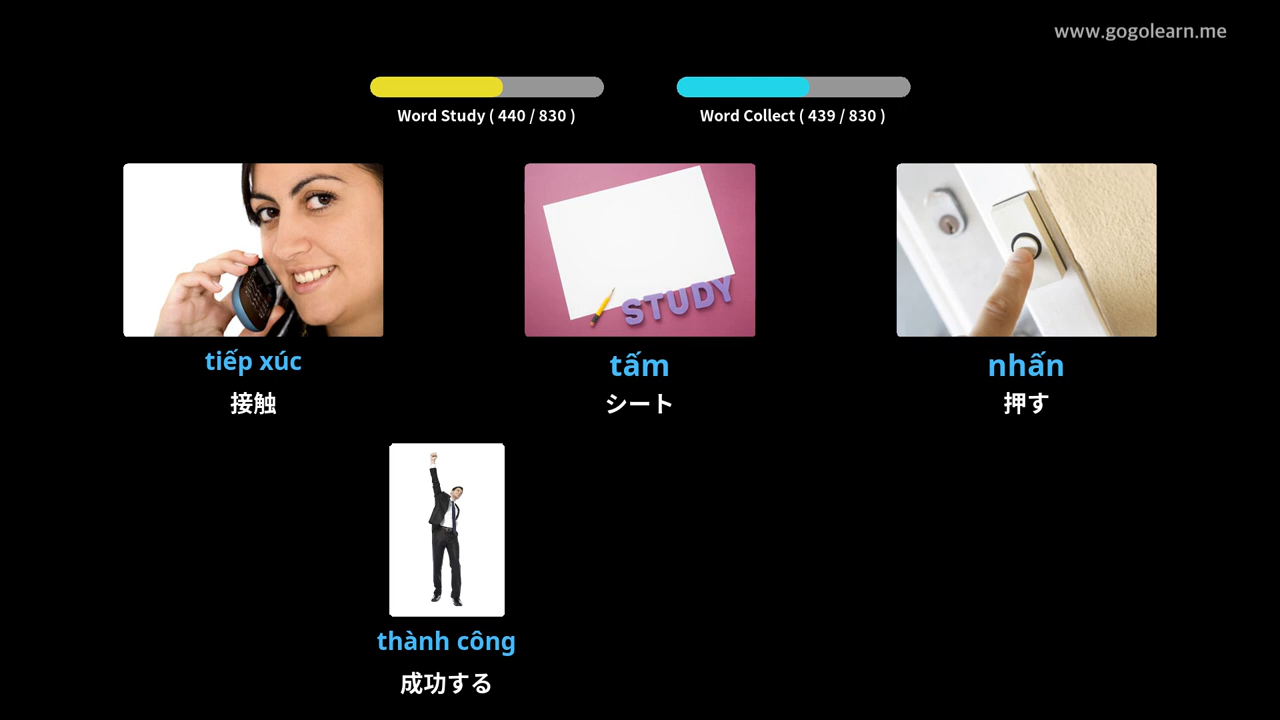 www.gogolearn.me
Word Study ( 440 / 830 )
Word Collect ( 439 / 830 )
STUDY
tiếp xúc
接触
tấm
シート
nhấn
押す
thành công
成功する